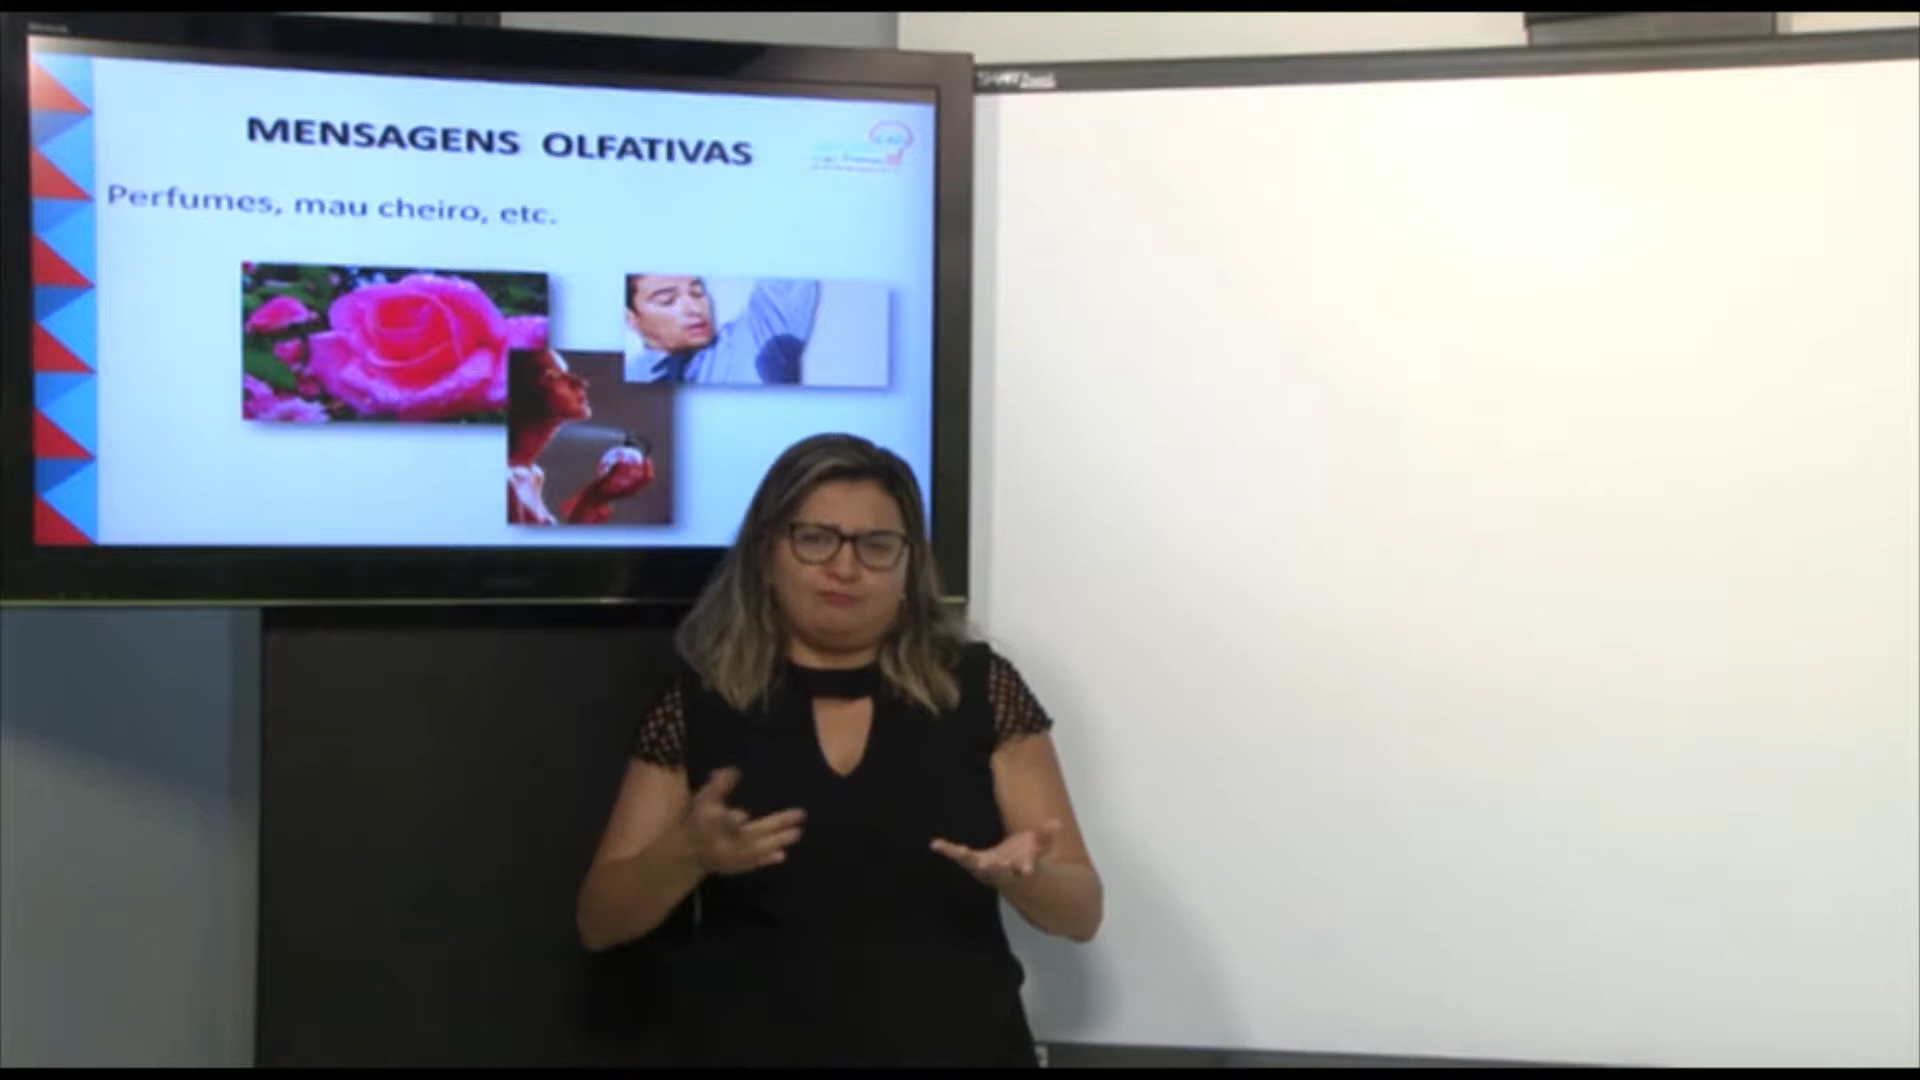 MENSAGENS OLFATIVAS
Perfumes, mau cheiro, etc.